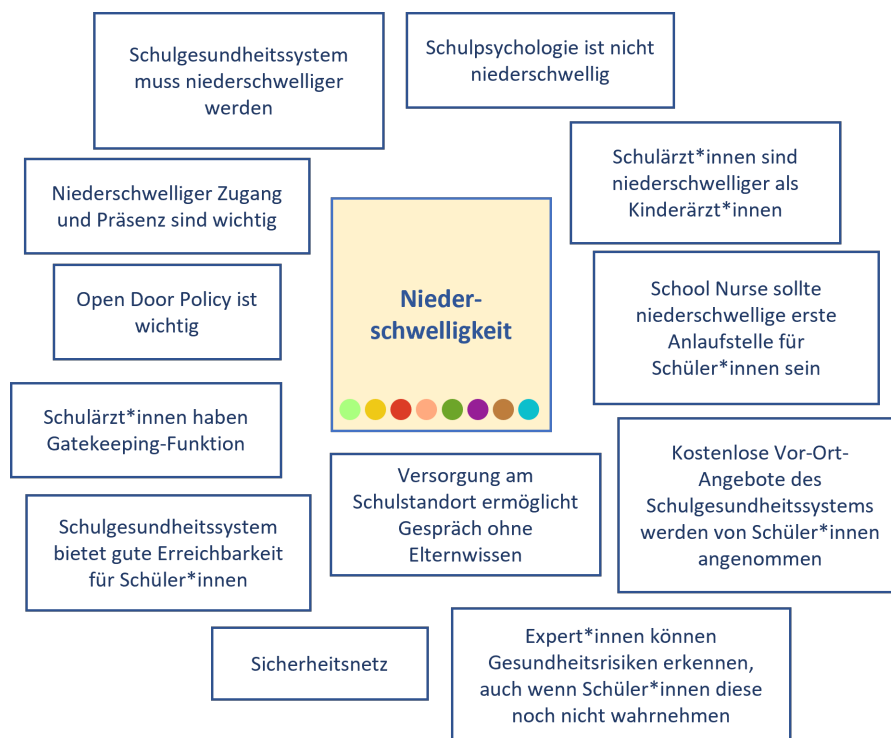 Schulgesundheitssystem
muss niederschwelliger
werden
Schulpsychologie ist nicht
niederschwellig
Schulärzt*innen sind
niederschwelliger als
Kinderärzt*innen
Niederschwelliger Zugang
und Präsenz sind wichtig
Nieder-
schwelligkeit
Open Door Policy ist
wichtig
School Nurse sollte
niederschwellige erste
Anlaufstelle für
Schüler*innen sein
Schulärzt*innen haben
Gatekeeping-Funktion
Kostenlose Vor-Ort-
Angebote des
Schulgesundheitssystems
werden von Schüler*innen
angenommen
Versorgung am
Schulstandort ermöglicht
Gespräch ohne
Elternwissen
Schulgesundheitssystem
bietet gute Erreichbarkeit
für Schüler*innen
Sicherheitsnetz
Expert*innen können
Gesundheitsrisiken erkennen,
auch wenn Schüler*innen diese
noch nicht wahrnehmen